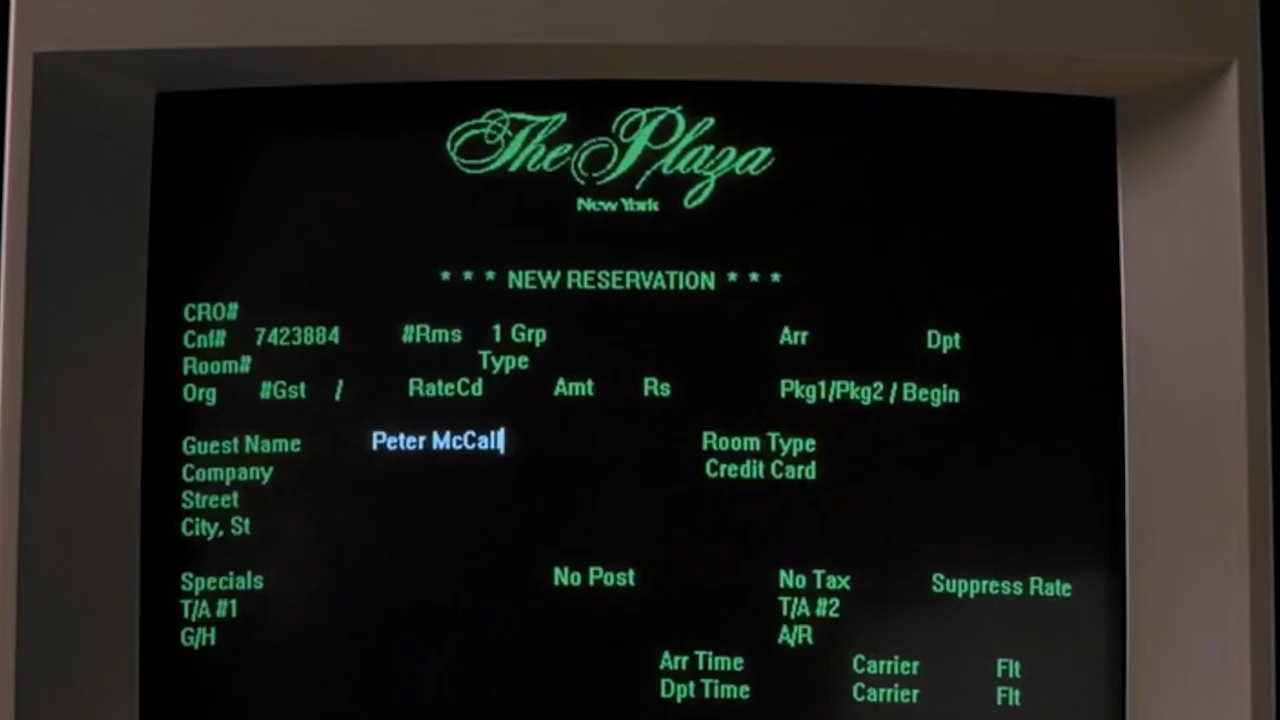 The Plaza
New York
* * * NEW RESERVATION * * *
CRO#
Cnf# 7423884 #Rms 1 Grp Arr Dpt
Room# Type
Org #Gst / RateCd Amt Rs Pkg1/Pkg2 / Begin
Guest Name Peter McCall Room Type
Company Credit Card
Street
City, St
Specials No Post No Tax Suppress Rate
T/A #1 T/A #2
G/H A/R
Arr Time Carrier Flt
Dpt Time Carrier Flt